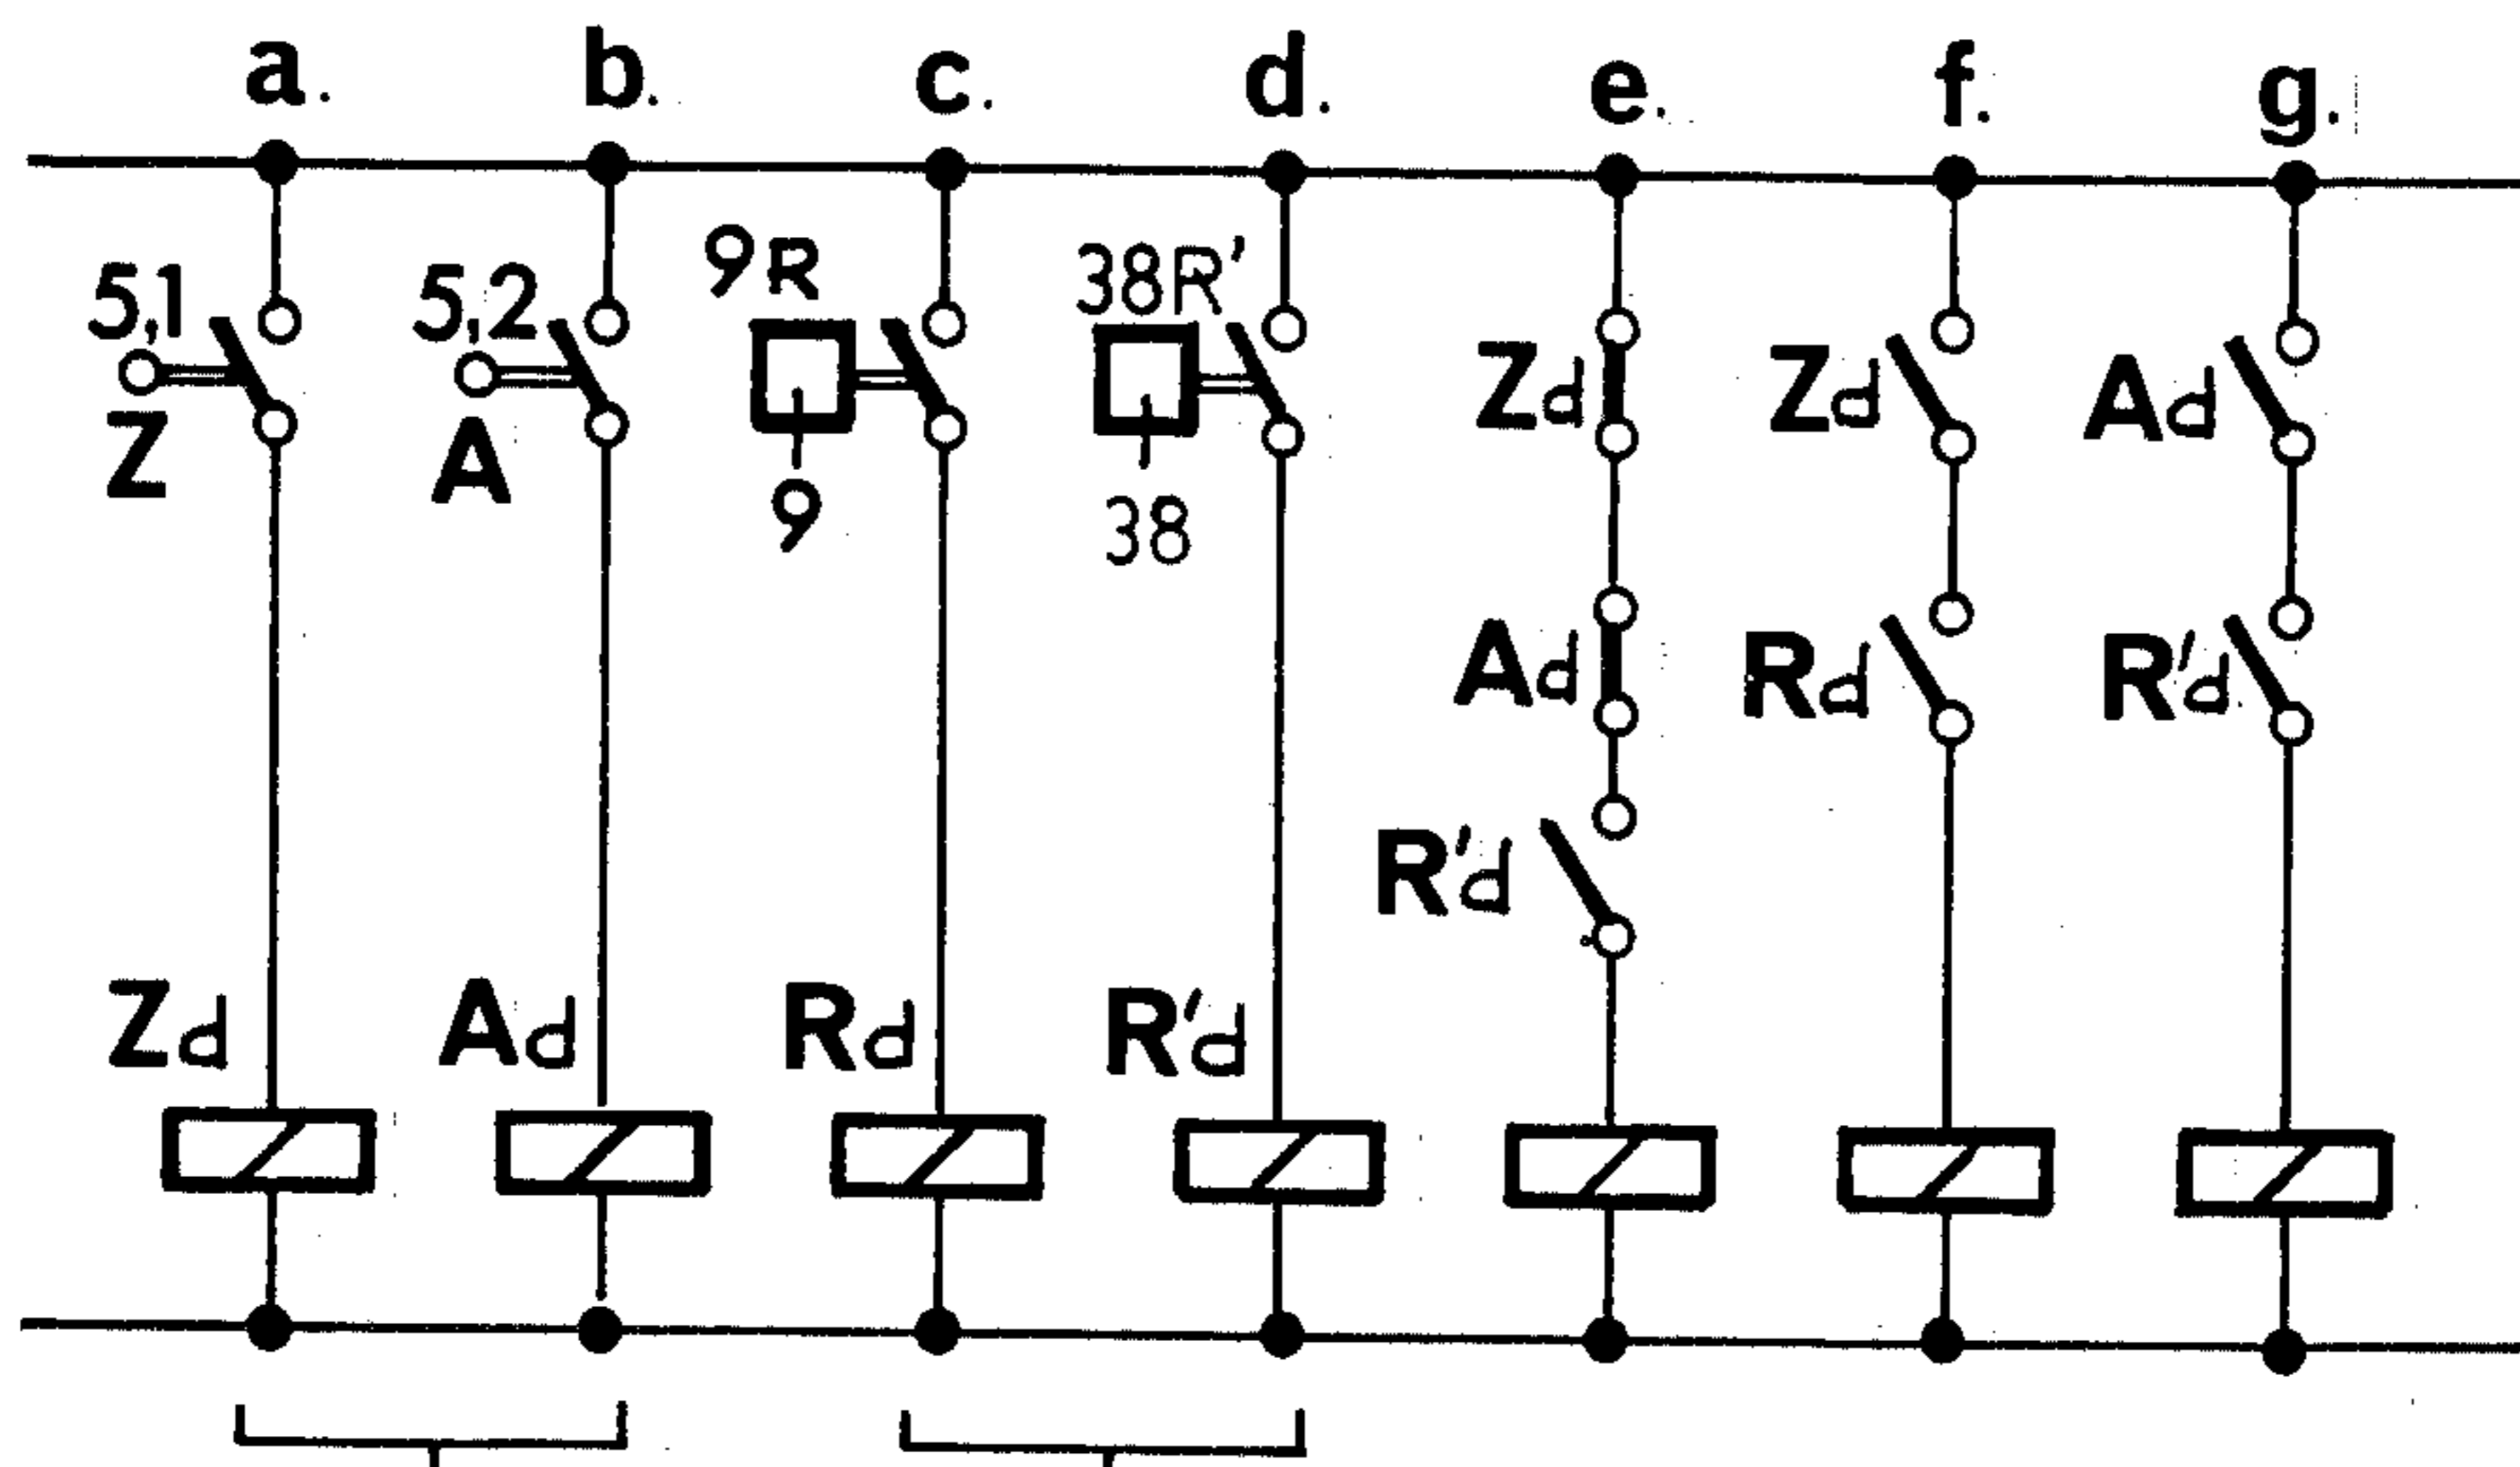 a. b. c. d. e. f. g.
5,1 5,2 9R 38R'
Z A 9 38
Zd Zd Ad
Ad Rd R'd
R'd
Zd Ad Rd R'd